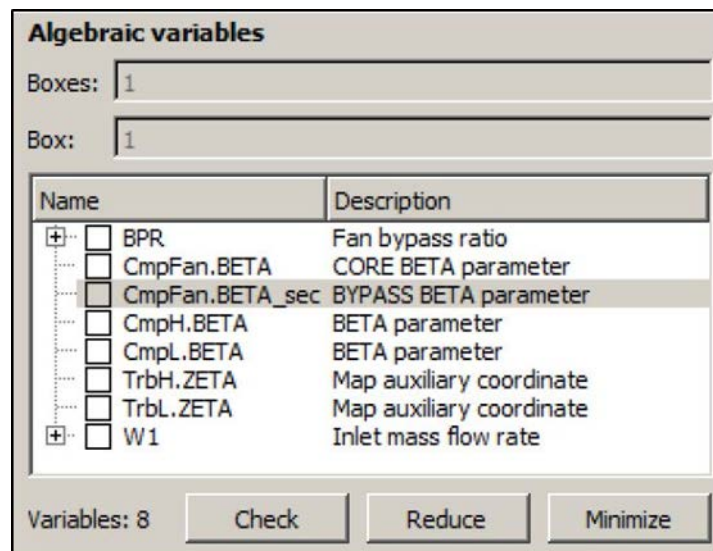 Algebraic variables
Boxes: 1
Box: 1
Name Description
BPR Fan bypass ratio
CmpFan.BETA CORE BETA parameter
CmpFan.BETA_sec BYPASS BETA parameter
CmpH.BETA BETA parameter
CmpL.BETA BETA parameter
TrbH.ZETA Map auxiliary coordinate
TrbL.ZETA Map auxiliary coordinate
W1 Inlet mass flow rate
Variables: 8 Check Reduce Minimize